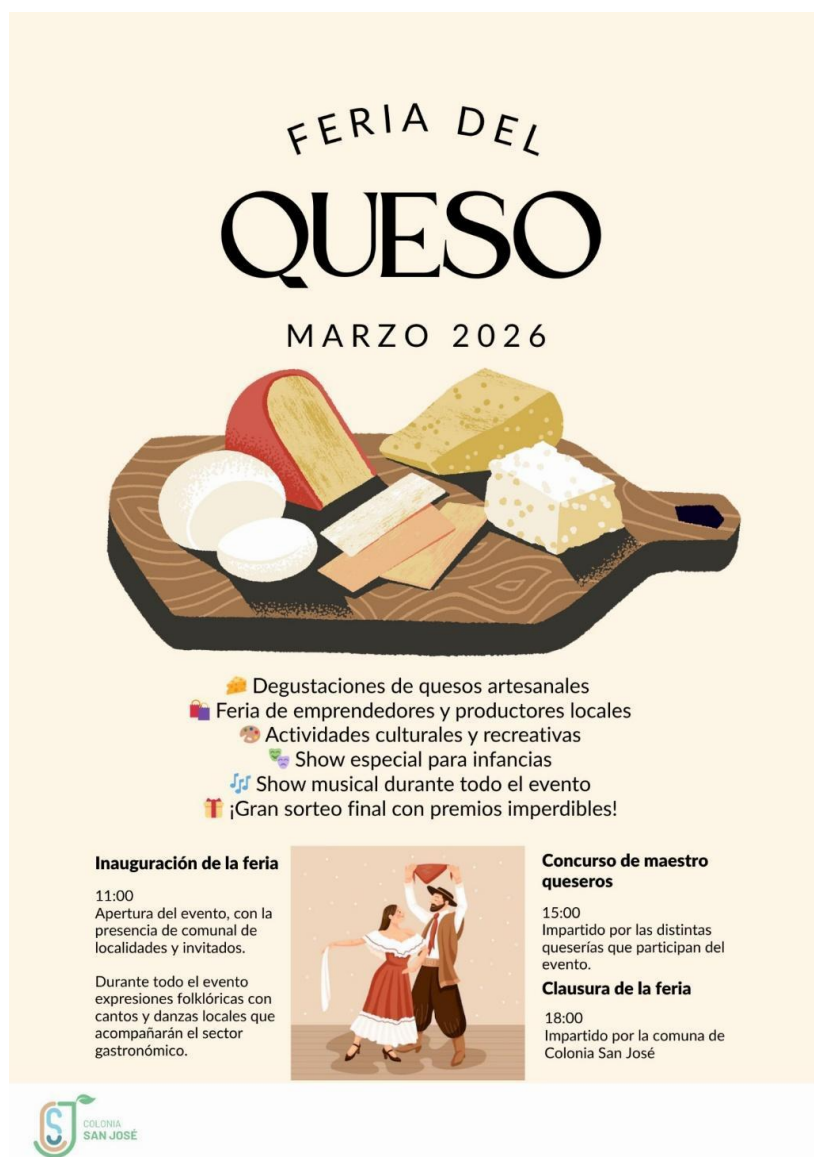 FERIA DEL
QUESO
MARZO 2026
Degustaciones de quesos artesanales
Feria de emprendedores y productores locales
Actividades culturales y recreativas
Show especial para infancias
Show musical durante todo el evento
¡Gran sorteo final con premios imperdibles!
Inauguración de la feria
11:00
Apertura del evento, con la
presencia de comunal de
localidades y invitados.
Durante todo el evento
expresiones folklóricas con
cantos y danzas locales que
acompañarán el sector
gastronómico.
Concurso de maestro
queseros
15:00
Impartido por las distintas
queserías que participan del
evento.
Clausura de la feria
18:00
Impartido por la comuna de
Colonia San José
COLONIA
SAN JOSÉ